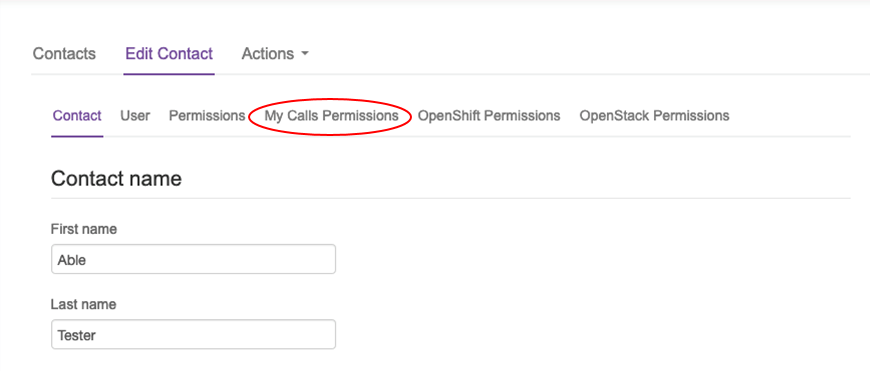 Contacts Edit Contact Actions
Contact User Permissions My Calls Permissions OpenShift Permissions OpenStack Permissions
Contact name
First name
Able
Last name
Tester